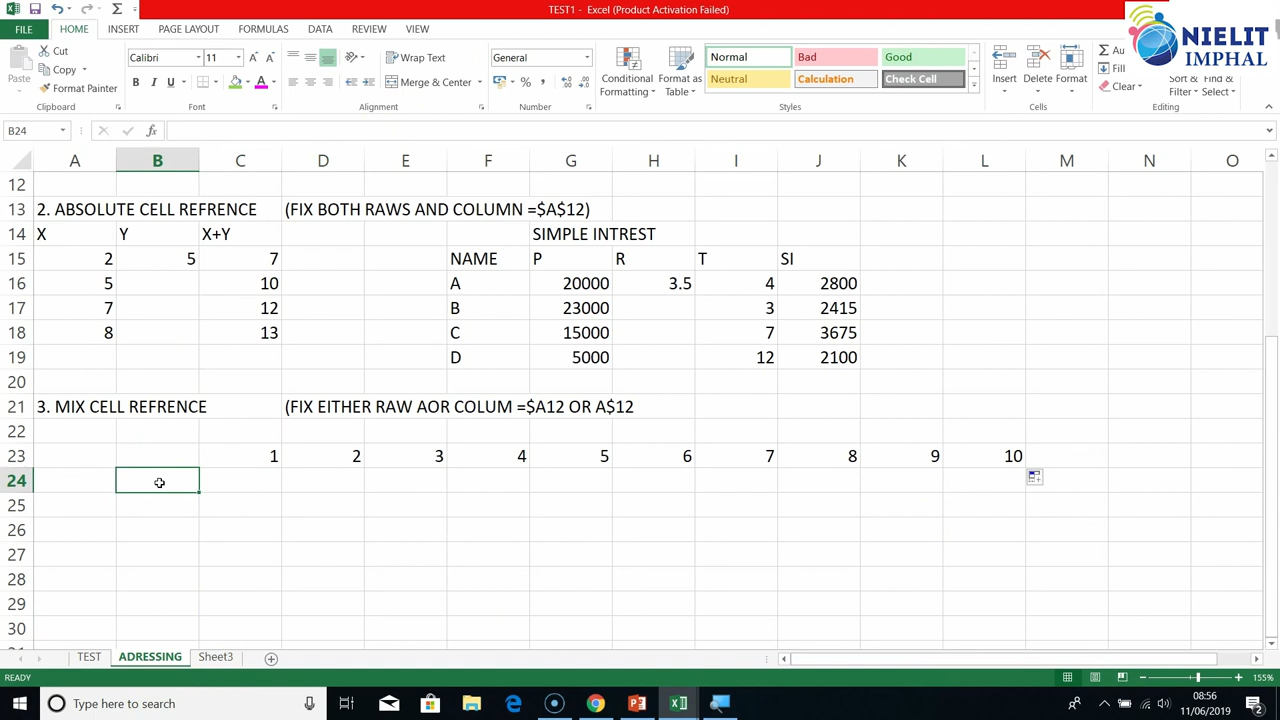 TEST1 - Excel (Product Activation Failed)
NIELIT
IMPHAL
FILE HOME INSERT PAGE LAYOUT FORMULAS DATA REVIEW VIEW
Paste
Cut
Copy
Format Painter
Clipboard
Calibri 11
B I U
Font
Wrap Text
Merge & Center
Alignment
General
%
Number
Conditional Formatting
Format as Table
Normal Bad Good
Neutral Calculation Check Cell
Styles
Insert Delete Format
Cells
Au
Fill
Clear
Sort & Filter
Find & Select
Editing
B24
fx
A B C D E F G H I J K L M N O
12
13 2. ABSOLUTE CELL REFRENCE (FIX BOTH RAWS AND COLUMN =$A$12)
14 X Y X+Y SIMPLE INTREST
15 2 5 7 NAME P R T SI
16 5 10 A 20000 3.5 4 2800
17 7 12 B 23000 3 2415
18 8 13 C 15000 7 3675
19 D 5000 12 2100
20
21 3. MIX CELL REFRENCE (FIX EITHER RAW AOR COLUM =$A12 OR A$12
22
23 1 2 3 4 5 6 7 8 9 10
24
25
26
27
28
29
30
TEST ADRESSING Sheet3
READY 155%
Type here to search
08:56
11/06/2019
2